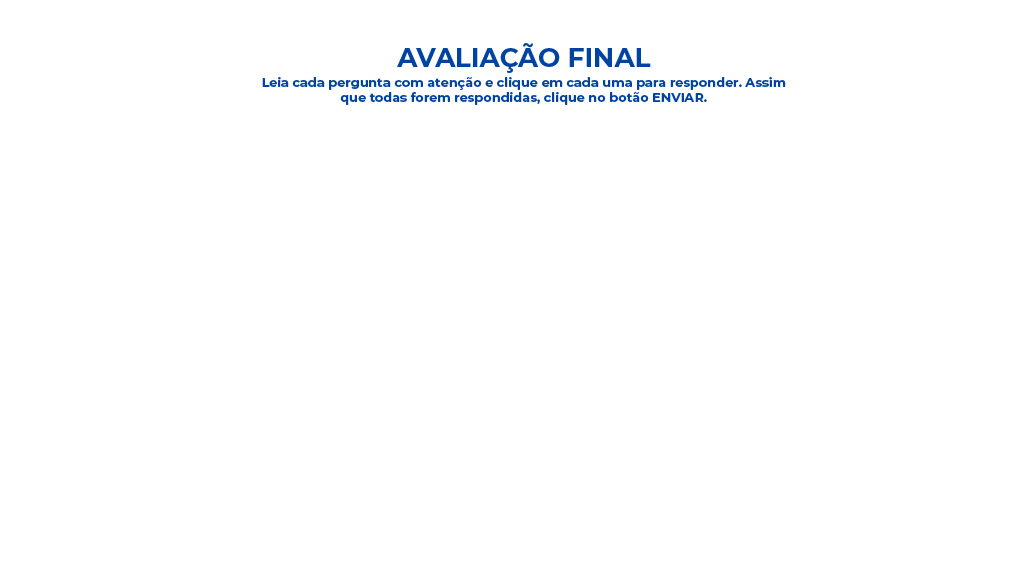 AVALIAÇÃO FINAL
Leia cada pergunta com atenção e clique em cada uma para responder. Assim
que todas forem respondidas, clique no botão ENVIAR.